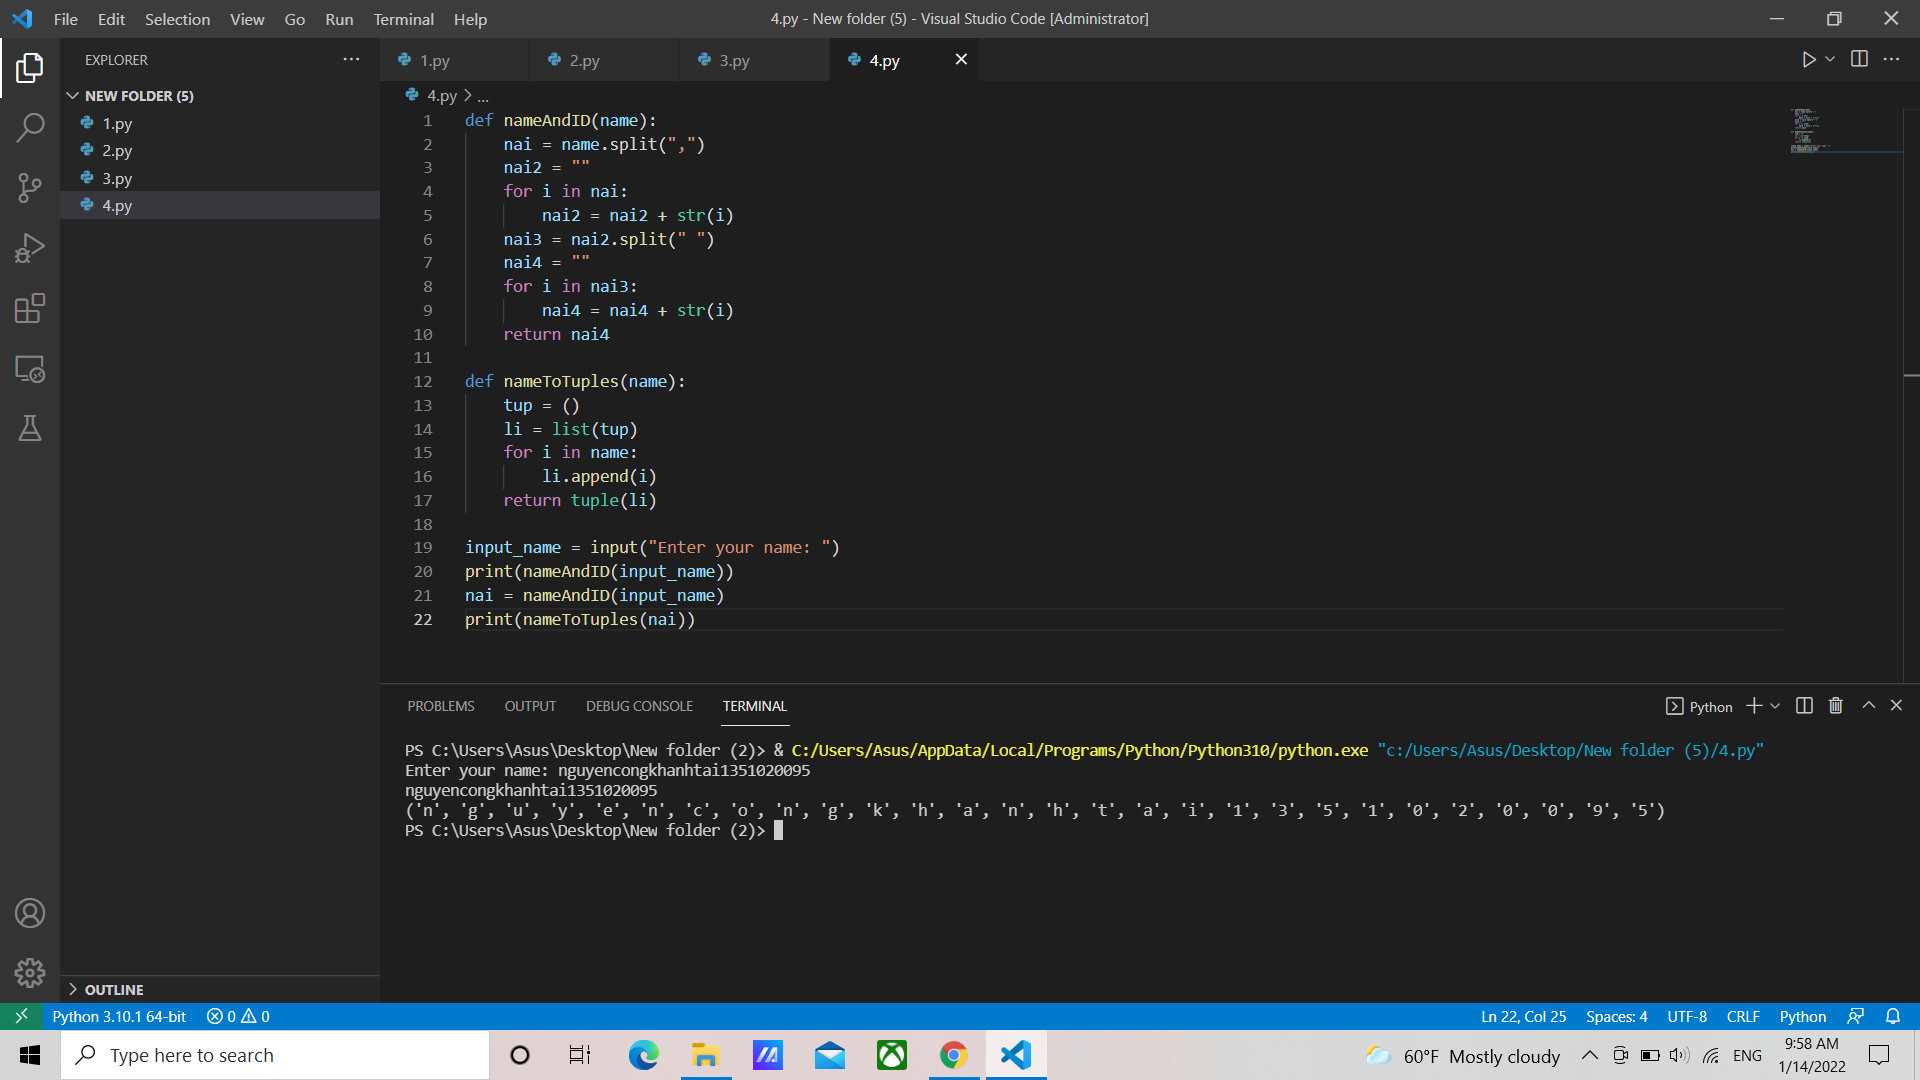 File Edit Selection View Go Run Terminal Help
4.py - New folder (5) - Visual Studio Code [Administrator]
EXPLORER
NEW FOLDER (5)
1.py
2.py
3.py
4.py
OUTLINE
1.py 2.py 3.py 4.py
4.py > ...
1 def nameAndID(name):
2     nai = name.split(",")
3     nai2 = ""
4     for i in nai:
5         nai2 = nai2 + str(i)
6     nai3 = nai2.split(" ")
7     nai4 = ""
8     for i in nai3:
9         nai4 = nai4 + str(i)
10     return nai4
11
12 def nameToTuples(name):
13     tup = ()
14     li = list(tup)
15     for i in name:
16         li.append(i)
17     return tuple(li)
18
19 input_name = input("Enter your name: ")
20 print(nameAndID(input_name))
21 nai = nameAndID(input_name)
22 print(nameToTuples(nai))
PROBLEMS OUTPUT DEBUG CONSOLE TERMINAL
Python
PS C:\Users\Asus\Desktop\New folder (2)> & C:/Users/Asus/AppData/Local/Programs/Python/Python310/python.exe "c:/Users/Asus/Desktop/New folder (5)/4.py"
Enter your name: nguyencongkhanhtai1351020095
nguyencongkhanhtai1351020095
('n', 'g', 'u', 'y', 'e', 'n', 'c', 'o', 'n', 'g', 'k', 'h', 'a', 'n', 'h', 't', 'a', 'i', '1', '3', '5', '1', '0', '2', '0', '0', '9', '5')
PS C:\Users\Asus\Desktop\New folder (2)>
Python 3.10.1 64-bit 0 0
Ln 22, Col 25 Spaces: 4 UTF-8 CRLF Python
Type here to search
60°F Mostly cloudy
ENG
9:58 AM
1/14/2022